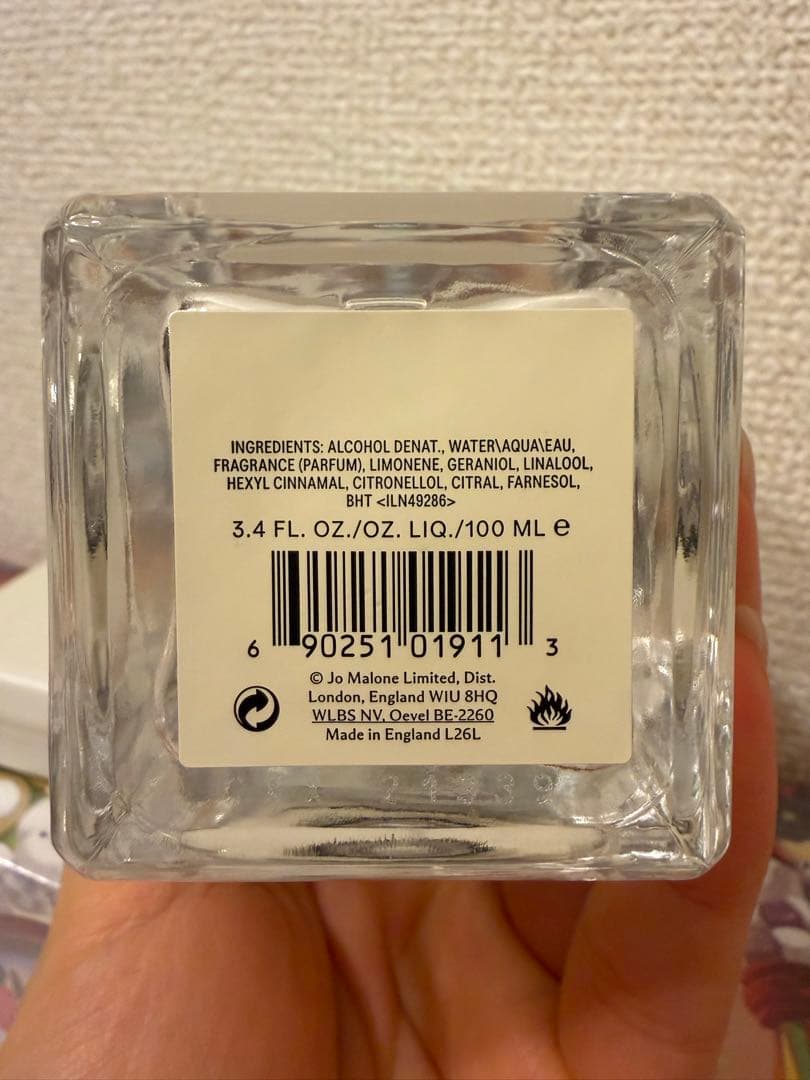 INGREDIENTS: ALCOHOL DENAT., WATER\AQUA\EAU,
FRAGRANCE (PARFUM), LIMONENE, GERANIOL, LINALOOL,
HEXYL CINNAMAL, CITRONELLOL, CITRAL, FARNESOL,
BHT <ILN49286>
3.4 FL. OZ./OZ. LIQ./100 ML e
6 90251 01911 3
© Jo Malone Limited, Dist.
London, England W1U 8HQ
WLBS NV, Oevel BE-2260
Made in England L26L